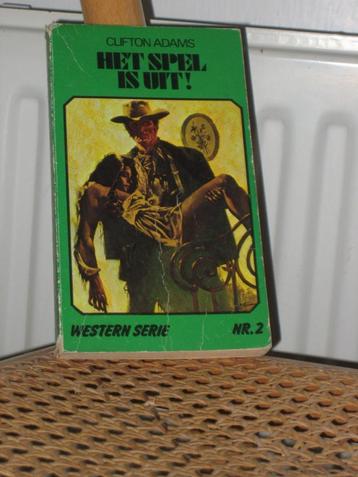 CLIFTON ADAMS
HET SPEL
IS UIT!
WESTERN SERIE NR.2